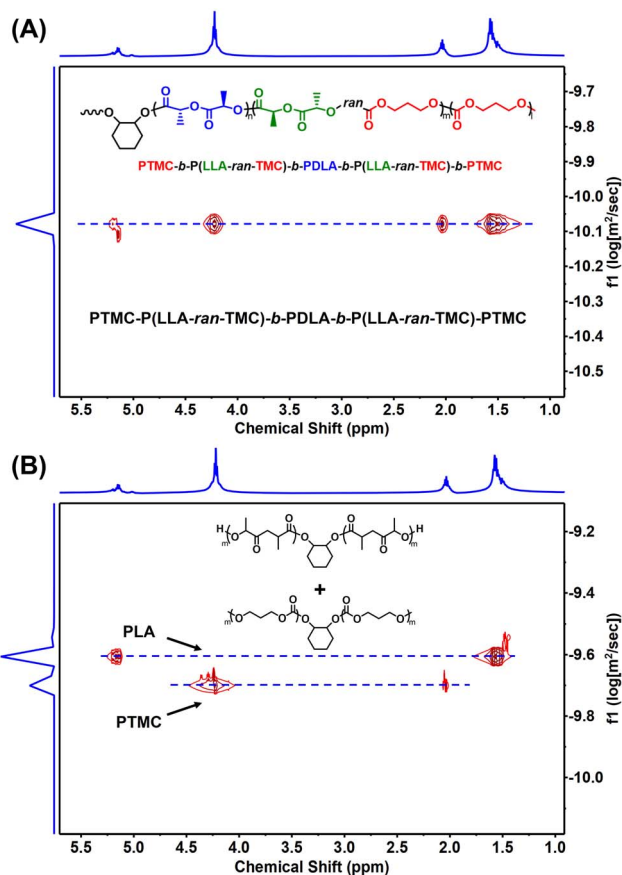 (A)
O O O O O n O O ran O O O m O O O
PTMC-b-P(LLA-ran-TMC)-b-PDLA-b-P(LLA-ran-TMC)-b-PTMC
PTMC-P(LLA-ran-TMC)-b-PDLA-b-P(LLA-ran-TMC)-PTMC
-9.7
-9.8
-9.9
-10.0
-10.1
-10.2
-10.3
-10.4
-10.5
f1 (log[m²/sec])
5.5 5.0 4.5 4.0 3.5 3.0 2.5 2.0 1.5 1.0
Chemical Shift (ppm)
(B)
H O m O O O O O O m O H
+
O m O O O O O O m
PLA
PTMC
-9.2
-9.4
-9.6
-9.8
-10.0
f1 (log[m²/sec])
5.5 5.0 4.5 4.0 3.5 3.0 2.5 2.0 1.5 1.0
Chemical Shift (ppm)